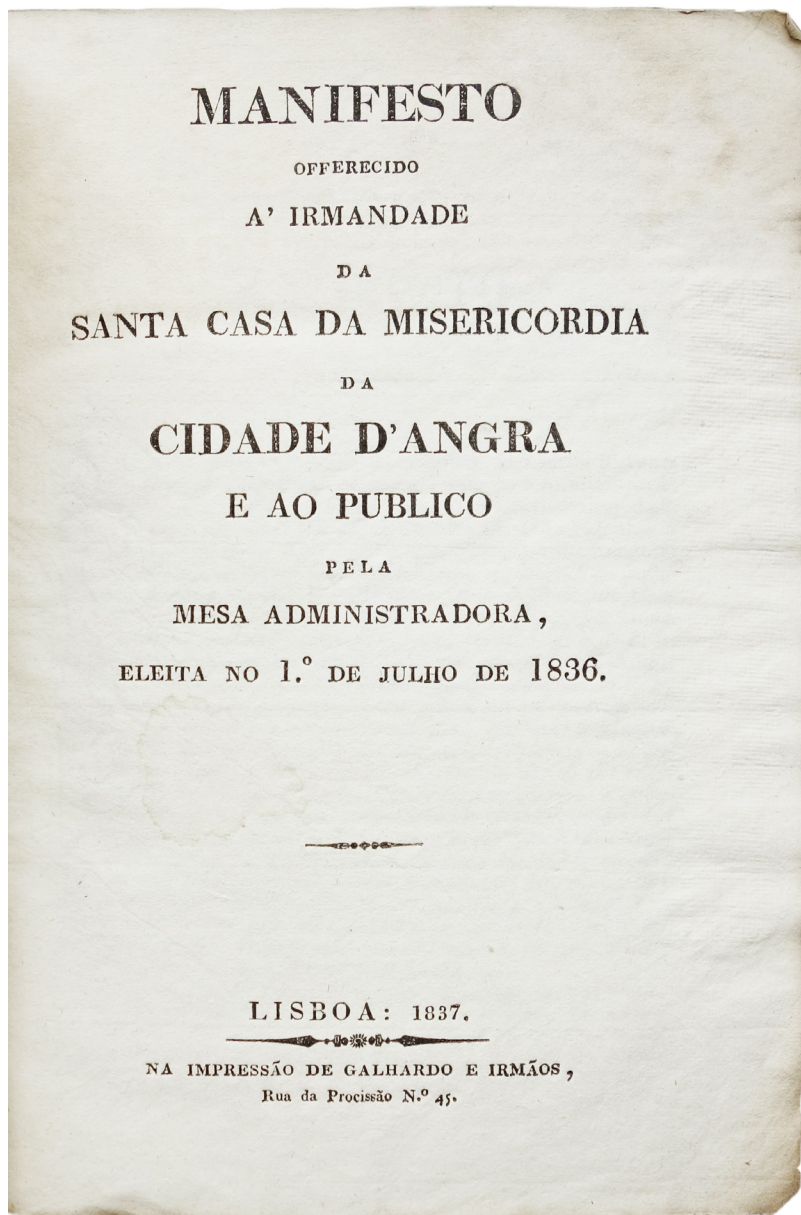 MANIFESTO
OFFERECIDO
A' IRMANDADE
DA
SANTA CASA DA MISERICORDIA
DA
CIDADE D'ANGRA
E AO PUBLICO
PELA
MESA ADMINISTRADORA,
ELEITA NO 1.º DE JULHO DE 1836.
LISBOA: 1837.
NA IMPRESSÃO DE GALHARDO E IRMÃOS,
Rua da Procissão N.º 45.